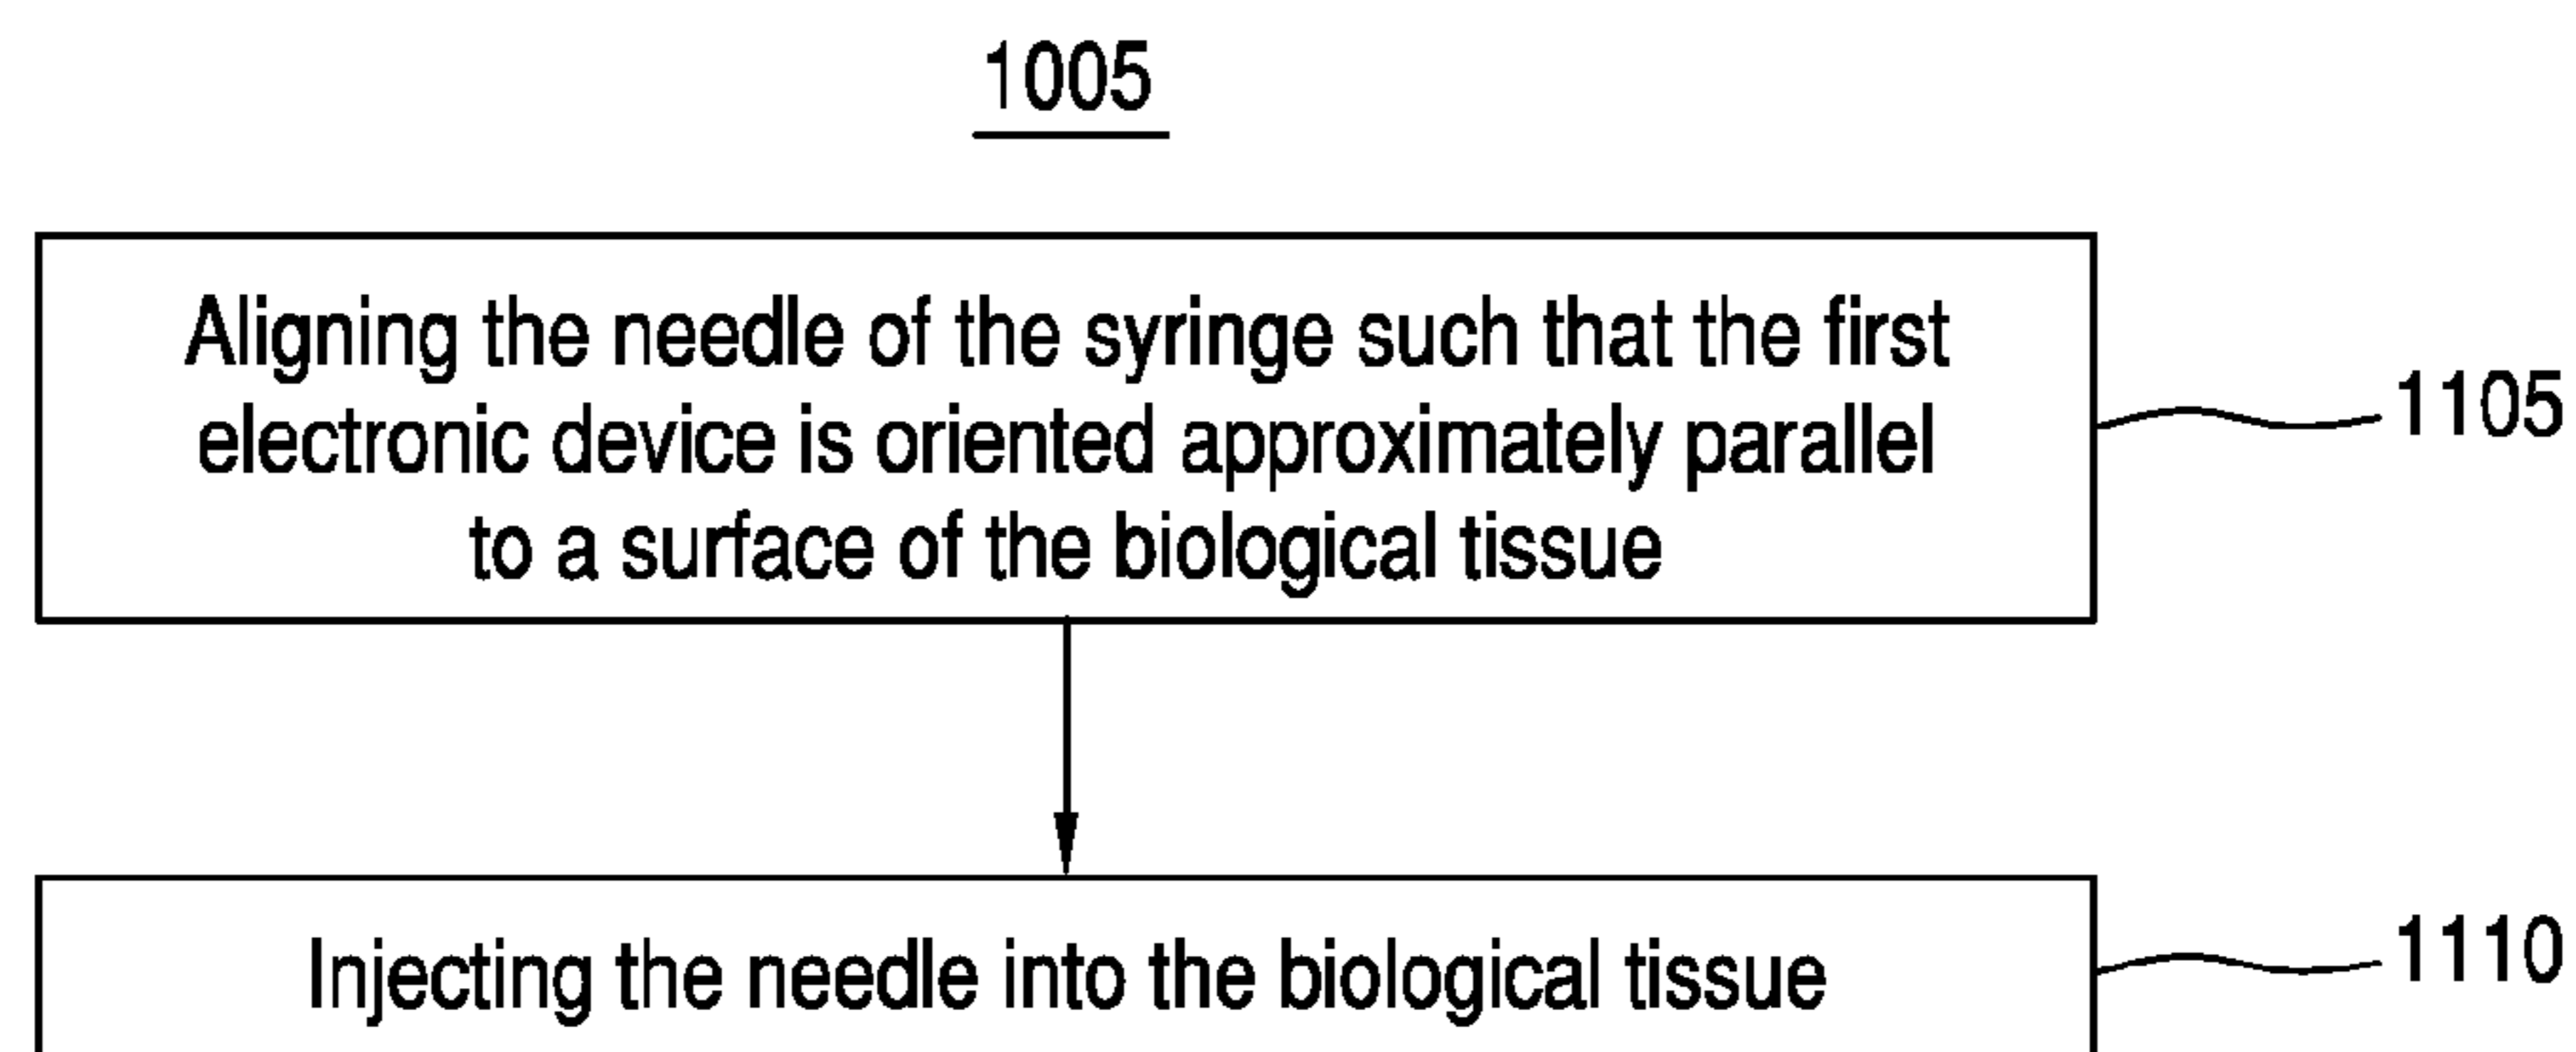 1005
Aligning the needle of the syringe such that the first
electronic device is oriented approximately parallel
to a surface of the biological tissue
1105
Injecting the needle into the biological tissue
1110